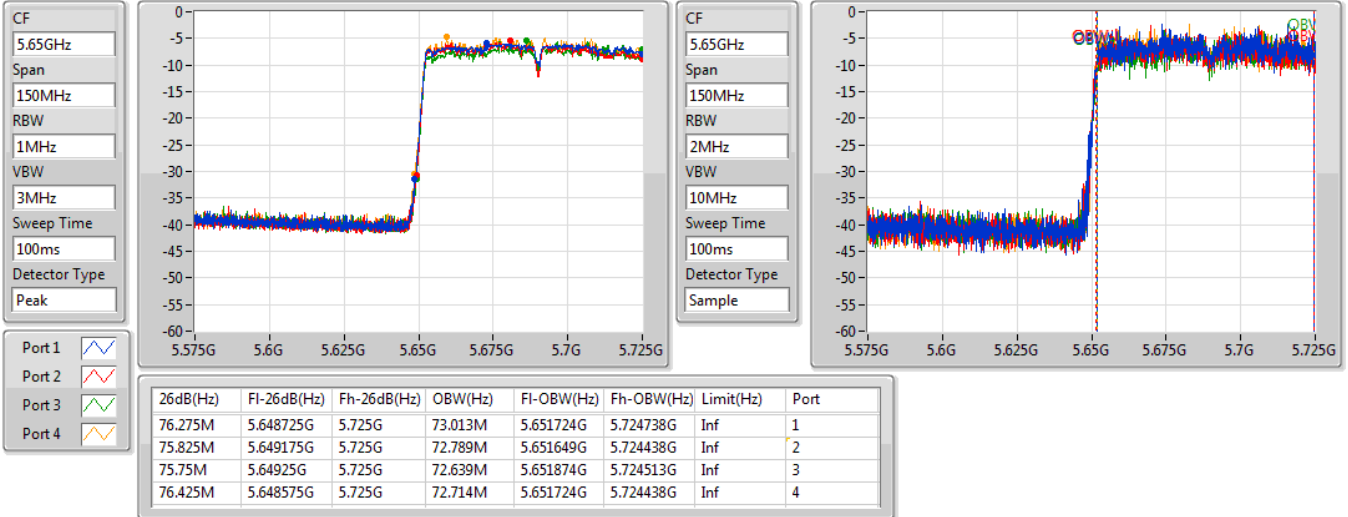 CF
5.65GHz
Span
150MHz
RBW
1MHz
VBW
3MHz
Sweep Time
100ms
Detector Type
Peak
0
-5
-10
-15
-20
-25
-30
-35
-40
-45
-50
-55
-60
5.575G 5.6G 5.625G 5.65G 5.675G 5.7G 5.725G
CF
5.65GHz
Span
150MHz
RBW
2MHz
VBW
10MHz
Sweep Time
100ms
Detector Type
Sample
0
-5
-10
-15
-20
-25
-30
-35
-40
-45
-50
-55
-60
5.575G 5.6G 5.625G 5.65G 5.675G 5.7G 5.725G
Port 1
Port 2
Port 3
Port 4
26dB(Hz) Fl-26dB(Hz) Fh-26dB(Hz) OBW(Hz) Fl-OBW(Hz) Fh-OBW(Hz) Limit(Hz) Port
76.275M 5.648725G 5.725G 73.013M 5.651724G 5.724738G Inf 1
75.825M 5.649175G 5.725G 72.789M 5.651649G 5.724438G Inf 2
75.75M 5.64925G 5.725G 72.639M 5.651874G 5.724513G Inf 3
76.425M 5.648575G 5.725G 72.714M 5.651724G 5.724438G Inf 4